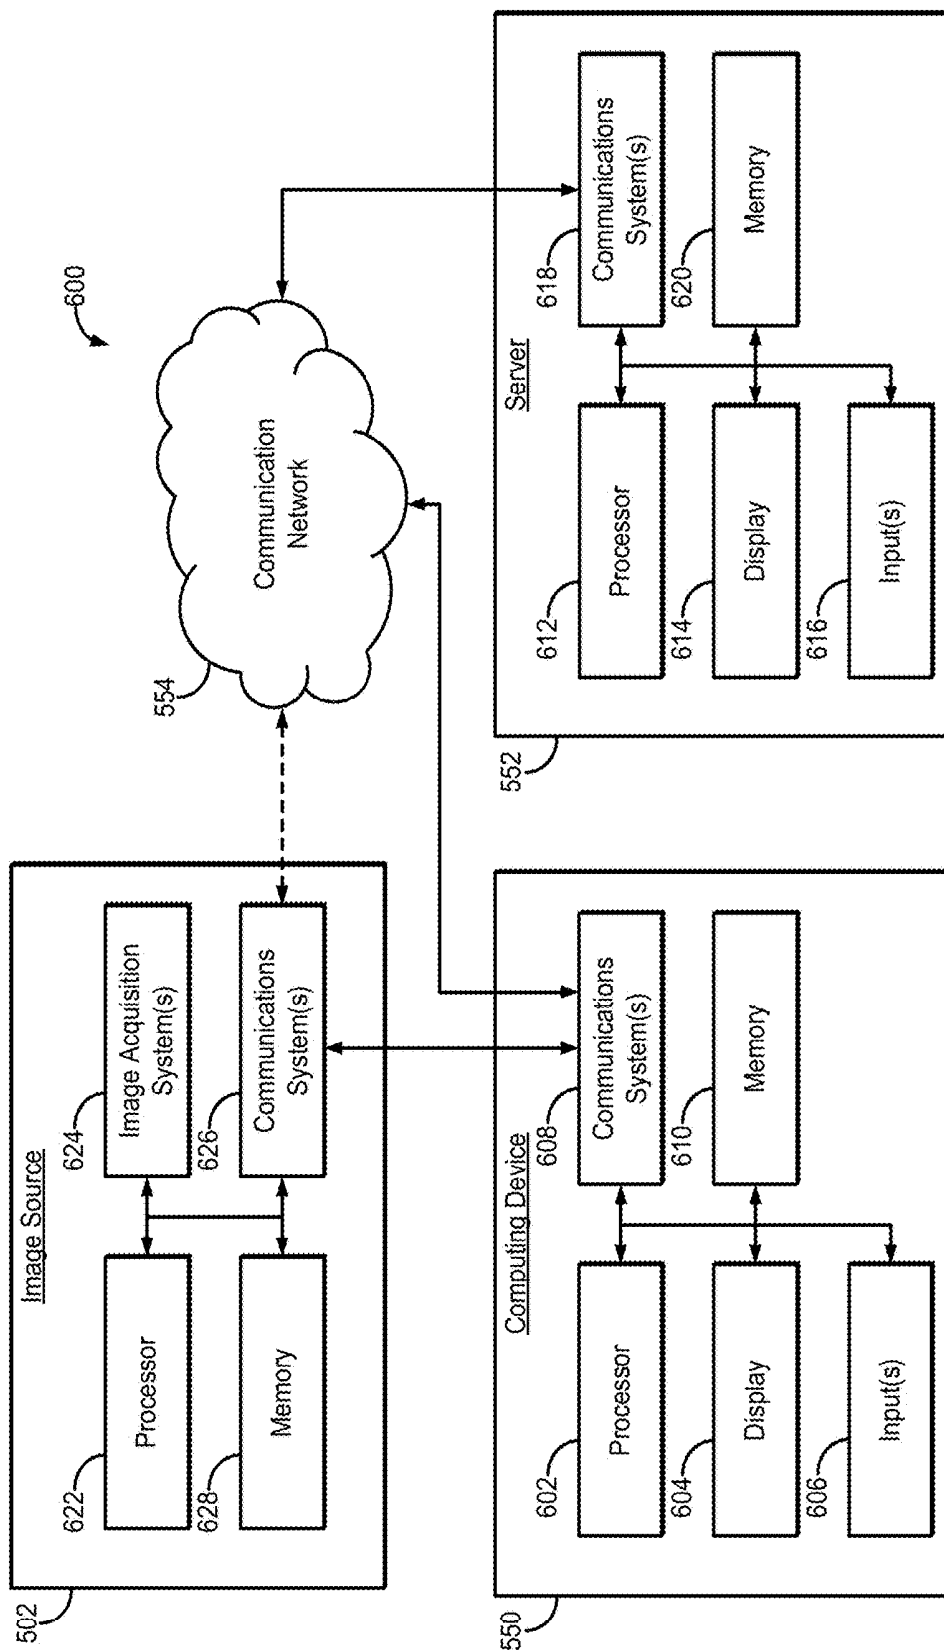 600
502
Image Source
622
Processor
624
Image Acquisition
System(s)
628
Memory
626
Communications
System(s)
554
Communication
Network
550
Computing Device
602
Processor
608
Communications
System(s)
604
Display
610
Memory
606
Input(s)
552
Server
612
Processor
618
Communications
System(s)
614
Display
620
Memory
616
Input(s)